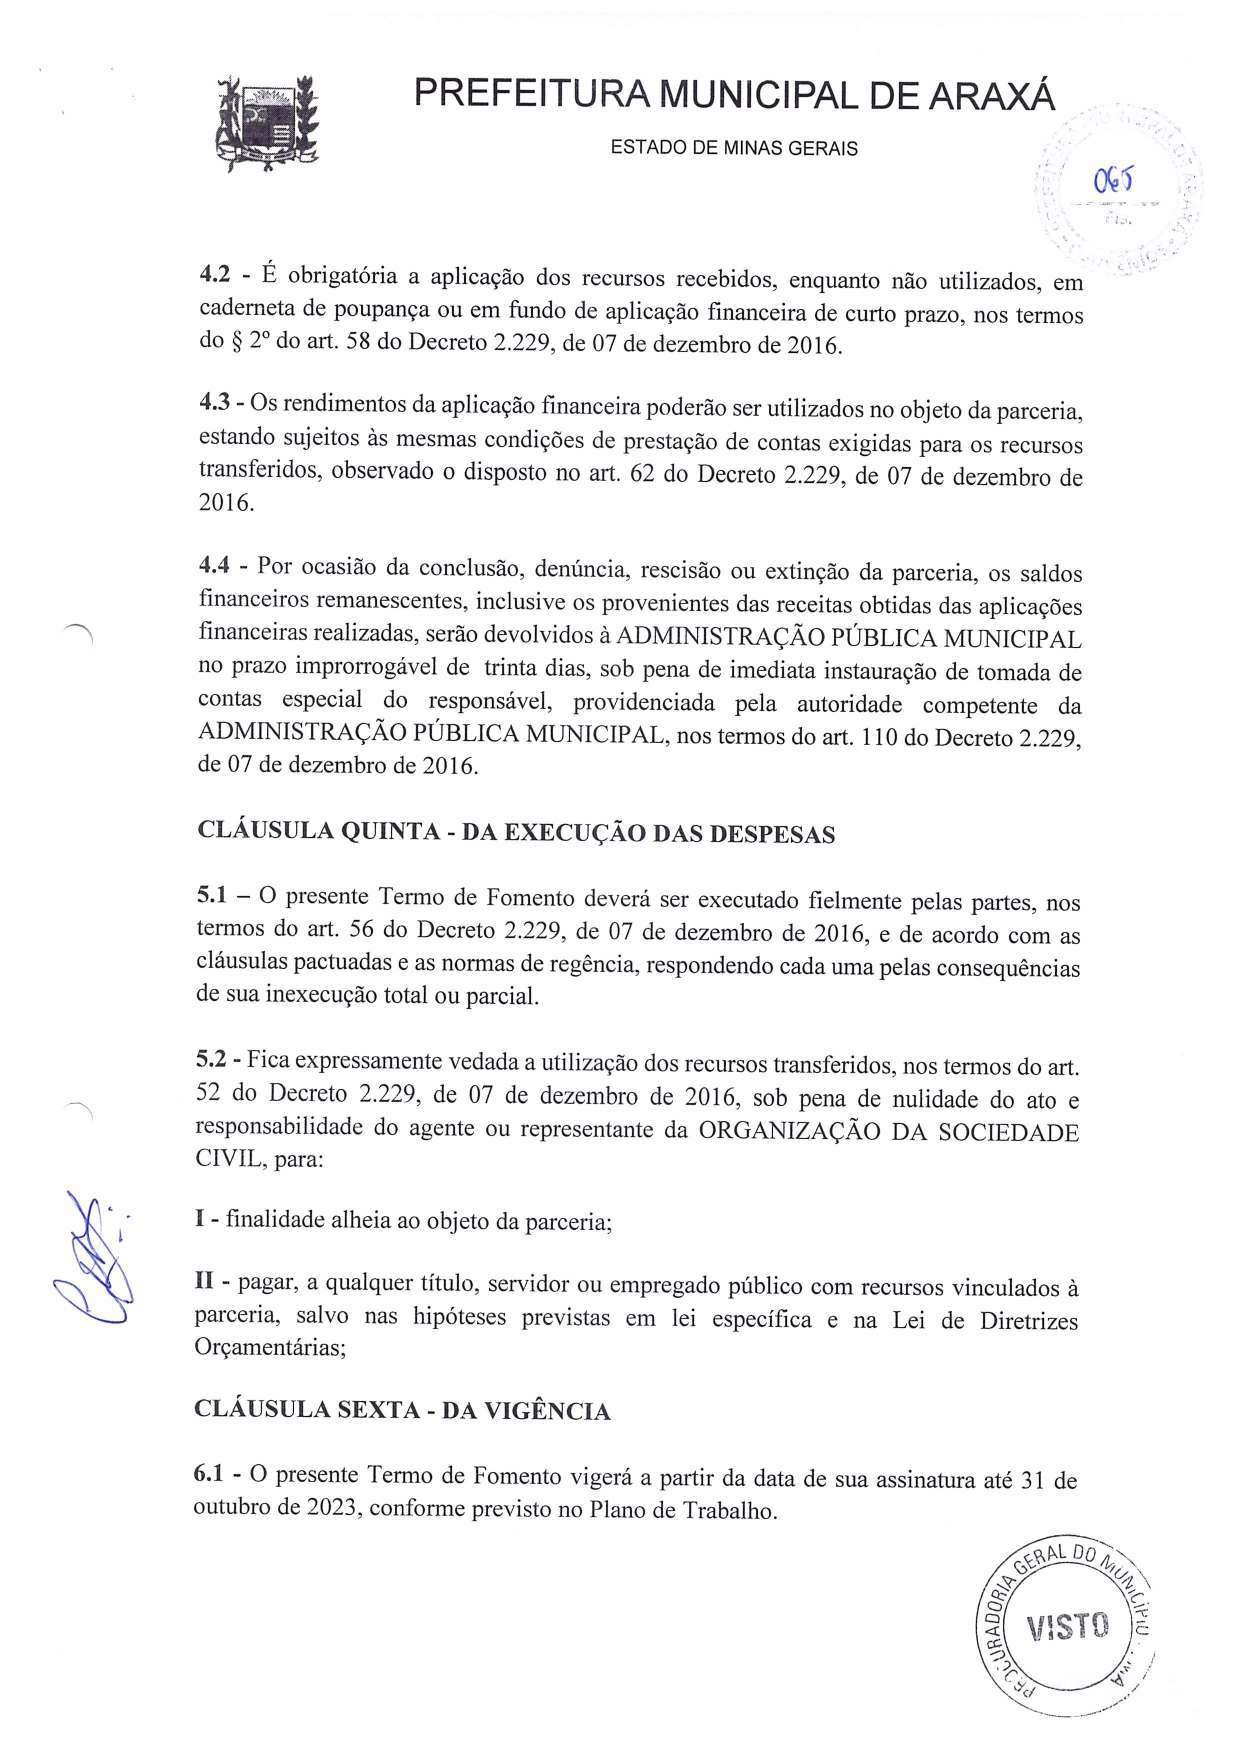 PREFEITURA MUNICIPAL DE ARAXÁ
ESTADO DE MINAS GERAIS
065
Fls.
4.2 - É obrigatória a aplicação dos recursos recebidos, enquanto não utilizados, em
caderneta de poupança ou em fundo de aplicação financeira de curto prazo, nos termos
do § 2º do art. 58 do Decreto 2.229, de 07 de dezembro de 2016.
4.3 - Os rendimentos da aplicação financeira poderão ser utilizados no objeto da parceria,
estando sujeitos às mesmas condições de prestação de contas exigidas para os recursos
transferidos, observado o disposto no art. 62 do Decreto 2.229, de 07 de dezembro de
2016.
4.4 - Por ocasião da conclusão, denúncia, rescisão ou extinção da parceria, os saldos
financeiros remanescentes, inclusive os provenientes das receitas obtidas das aplicações
financeiras realizadas, serão devolvidos à ADMINISTRAÇÃO PÚBLICA MUNICIPAL
no prazo improrrogável de trinta dias, sob pena de imediata instauração de tomada de
contas especial do responsável, providenciada pela autoridade competente da
ADMINISTRAÇÃO PÚBLICA MUNICIPAL, nos termos do art. 110 do Decreto 2.229,
de 07 de dezembro de 2016.
CLÁUSULA QUINTA - DA EXECUÇÃO DAS DESPESAS
5.1 – O presente Termo de Fomento deverá ser executado fielmente pelas partes, nos
termos do art. 56 do Decreto 2.229, de 07 de dezembro de 2016, e de acordo com as
cláusulas pactuadas e as normas de regência, respondendo cada uma pelas consequências
de sua inexecução total ou parcial.
5.2 - Fica expressamente vedada a utilização dos recursos transferidos, nos termos do art.
52 do Decreto 2.229, de 07 de dezembro de 2016, sob pena de nulidade do ato e
responsabilidade do agente ou representante da ORGANIZAÇÃO DA SOCIEDADE
CIVIL, para:
I - finalidade alheia ao objeto da parceria;
II - pagar, a qualquer título, servidor ou empregado público com recursos vinculados à
parceria, salvo nas hipóteses previstas em lei específica e na Lei de Diretrizes
Orçamentárias;
CLÁUSULA SEXTA - DA VIGÊNCIA
6.1 - O presente Termo de Fomento vigerá a partir da data de sua assinatura até 31 de
outubro de 2023, conforme previsto no Plano de Trabalho.
PROCURADORIA GERAL DO MUNICÍPIO
VISTO